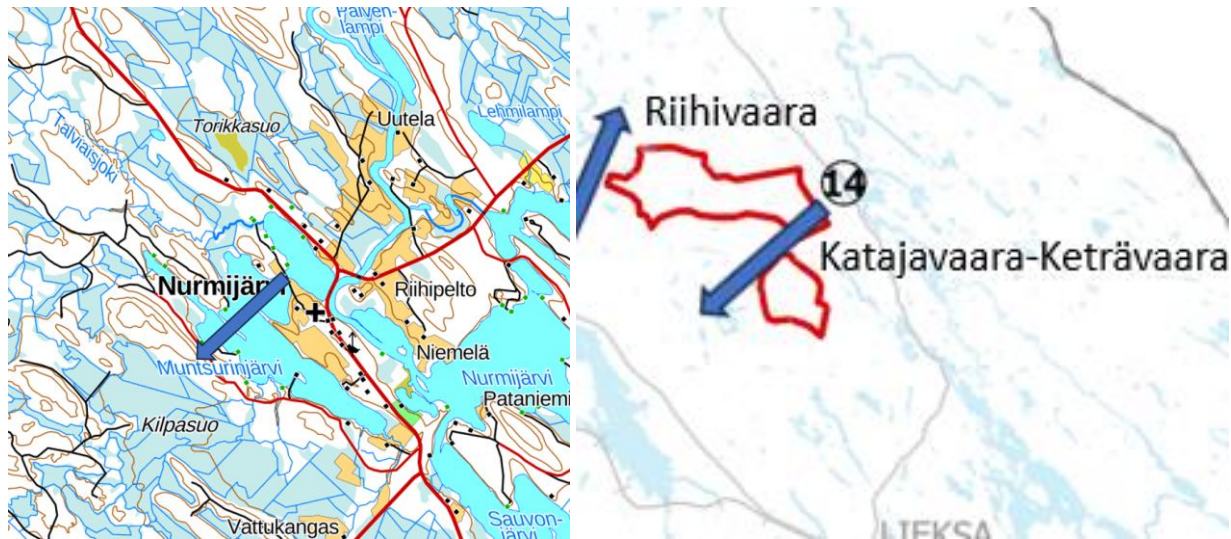 Palven-
lampi
Uutela
Lehmilampi
Torikkasuo
Talviaisjoki
Nurmijärvi
Riihipelto
Niemelä
Muntsurinjärvi
Nurmijärvi
Pataniemi
Kilpasuo
Vattukangas
Sauvon-
järvi
Riihivaara
14
Katajavaara-Keträvaara
LIEKSA